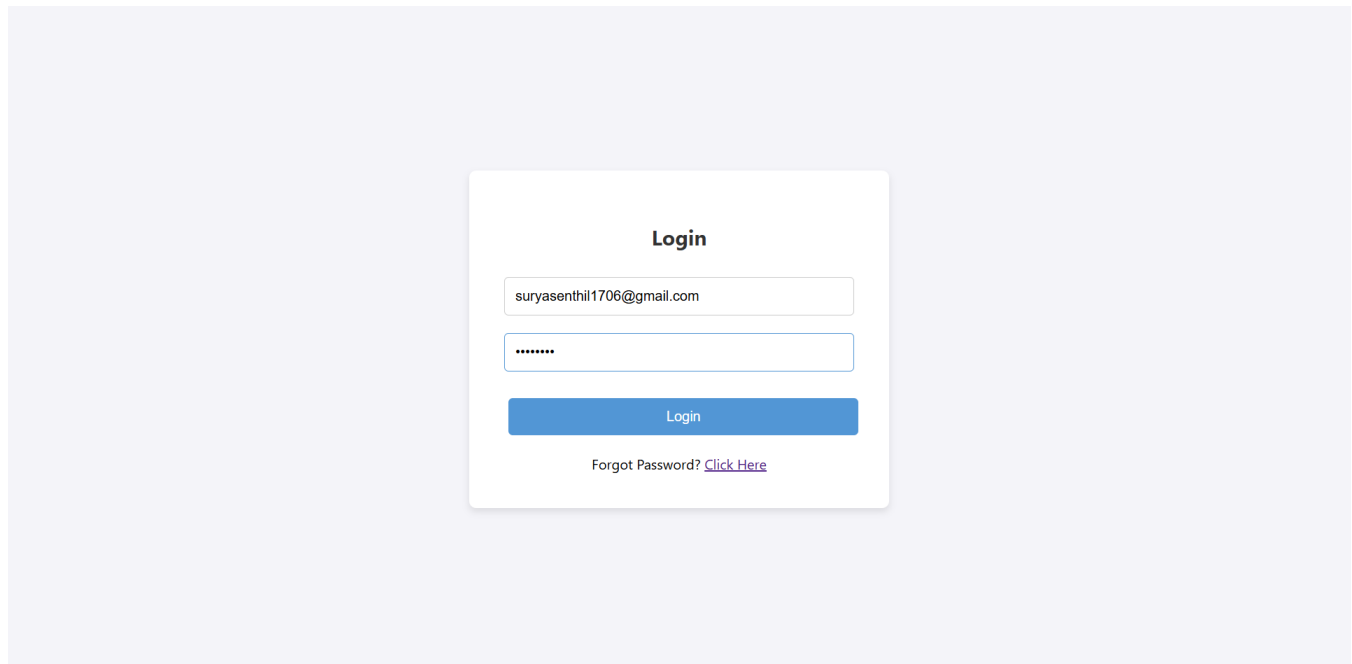 Login
suryasenthil1706@gmail.com
••••••••
Login
Forgot Password? Click Here